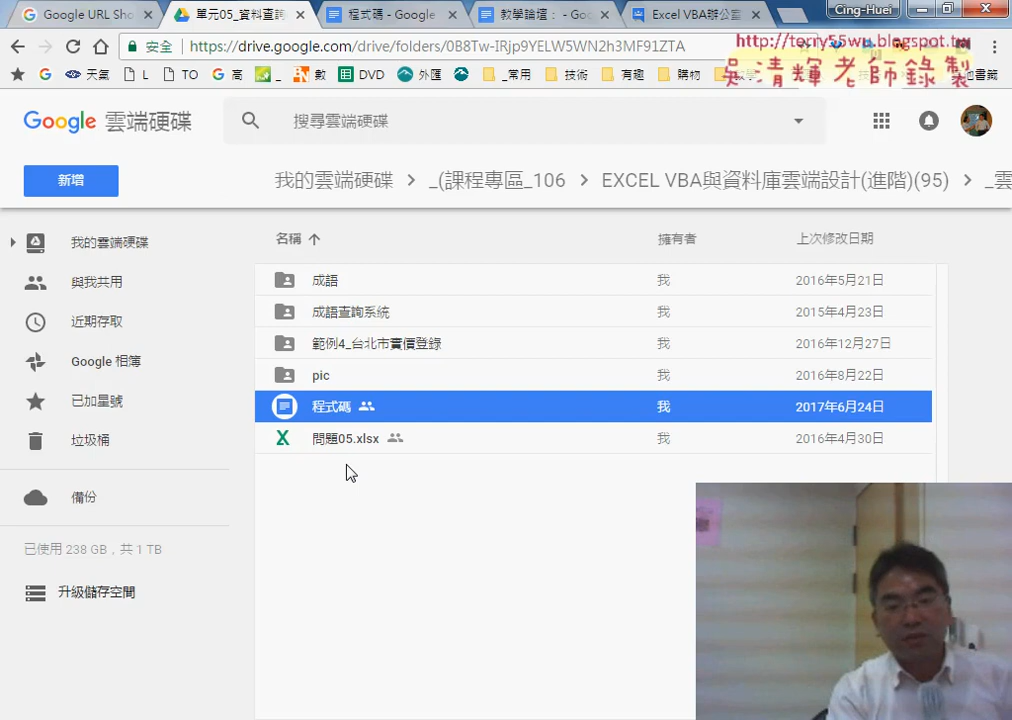 Google URL Sho
單元05_資料查詢
程式碼 - Google
教學論壇： - Goo
Excel VBA辦公室
Cing-Huei
安全
https://drive.google.com/drive/folders/0B8Tw-IRjp9YELW5WN2h3MF91ZTA
http://terry55wu.blogspot.tw
吳清輝老師錄製
天氣
L
TO
高
_
數
DVD
外匯
_常用
技術
有趣
購物
Google 雲端硬碟
搜尋雲端硬碟
新增
我的雲端硬碟 > _(課程專區_106 > EXCEL VBA與資料庫雲端設計(進階)(95) > _雲
我的雲端硬碟
與我共用
近期存取
Google 相簿
已加星號
垃圾桶
備份
已使用 238 GB，共 1 TB
升級儲存空間
名稱 擁有者 上次修改日期
成語 我 2016年5月21日
成語查詢系統 我 2015年4月23日
範例4_台北市實價登錄 我 2016年12月27日
pic 我 2016年8月22日
程式碼 我 2017年6月24日
問題05.xlsx 我 2016年4月30日